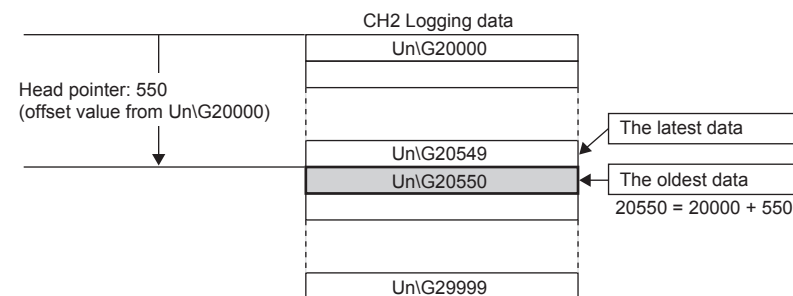 CH2 Logging data
Un\G20000
Head pointer: 550
(offset value from Un\G20000)
The latest data
Un\G20549
Un\G20550
The oldest data
20550 = 20000 + 550
Un\G29999